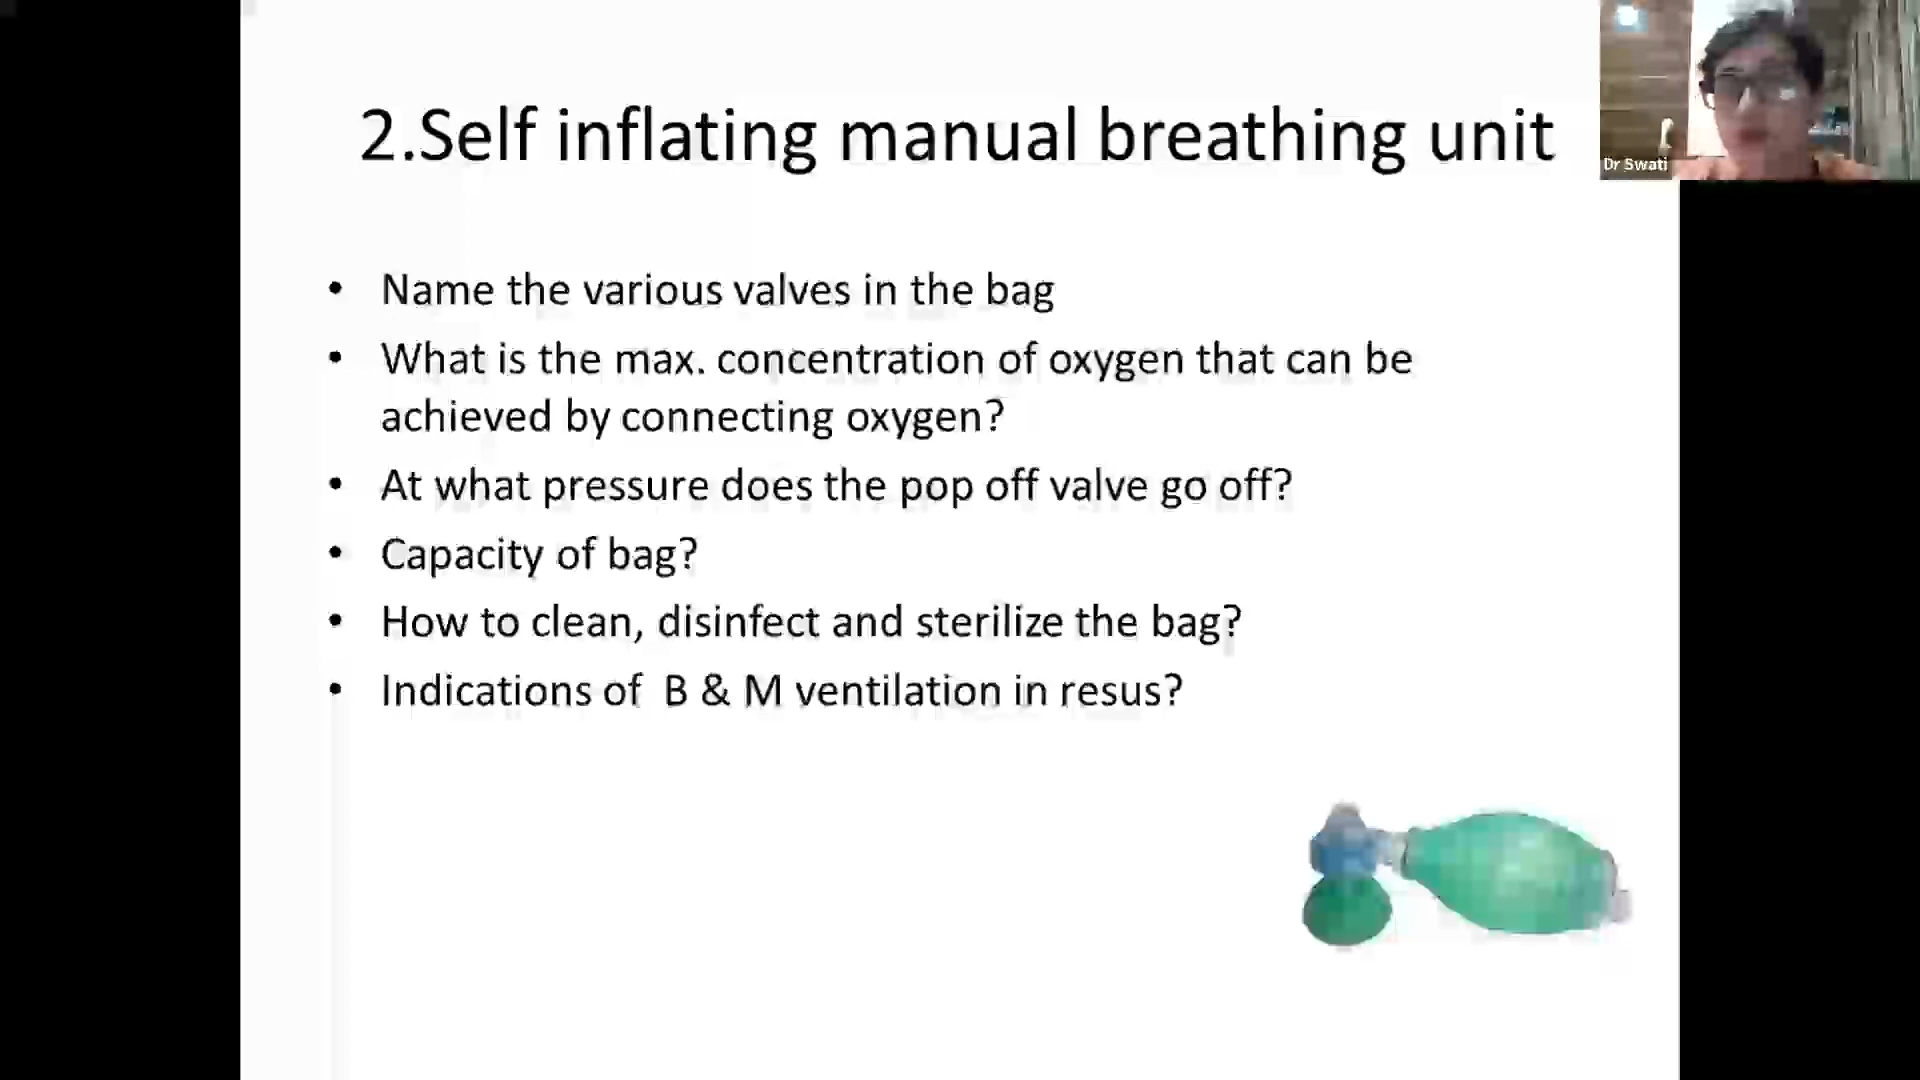 2.Self inflating manual breathing unit
Dr Swati
• Name the various valves in the bag
• What is the max. concentration of oxygen that can be
achieved by connecting oxygen?
• At what pressure does the pop off valve go off?
• Capacity of bag?
• How to clean, disinfect and sterilize the bag?
• Indications of  B & M ventilation in resus?